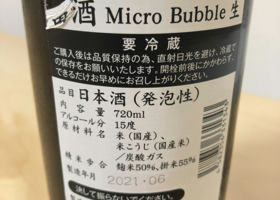 酒 Micro Bubble 生
要冷蔵
ご購入後は品質保持の為、直射日光を避け、冷蔵で
の保存をお願いいたします。開栓前後にかかわらず、
できるだけお早めにお召し上がりください。
品目 日本酒（発泡性）
内容量 720ml
アルコール分 15度
原材料 米（国産）、
米こうじ（国産米）
／炭酸ガス
精米歩合 麹米50%、掛米55%
製造年月 2021.06
決して振らないでください。